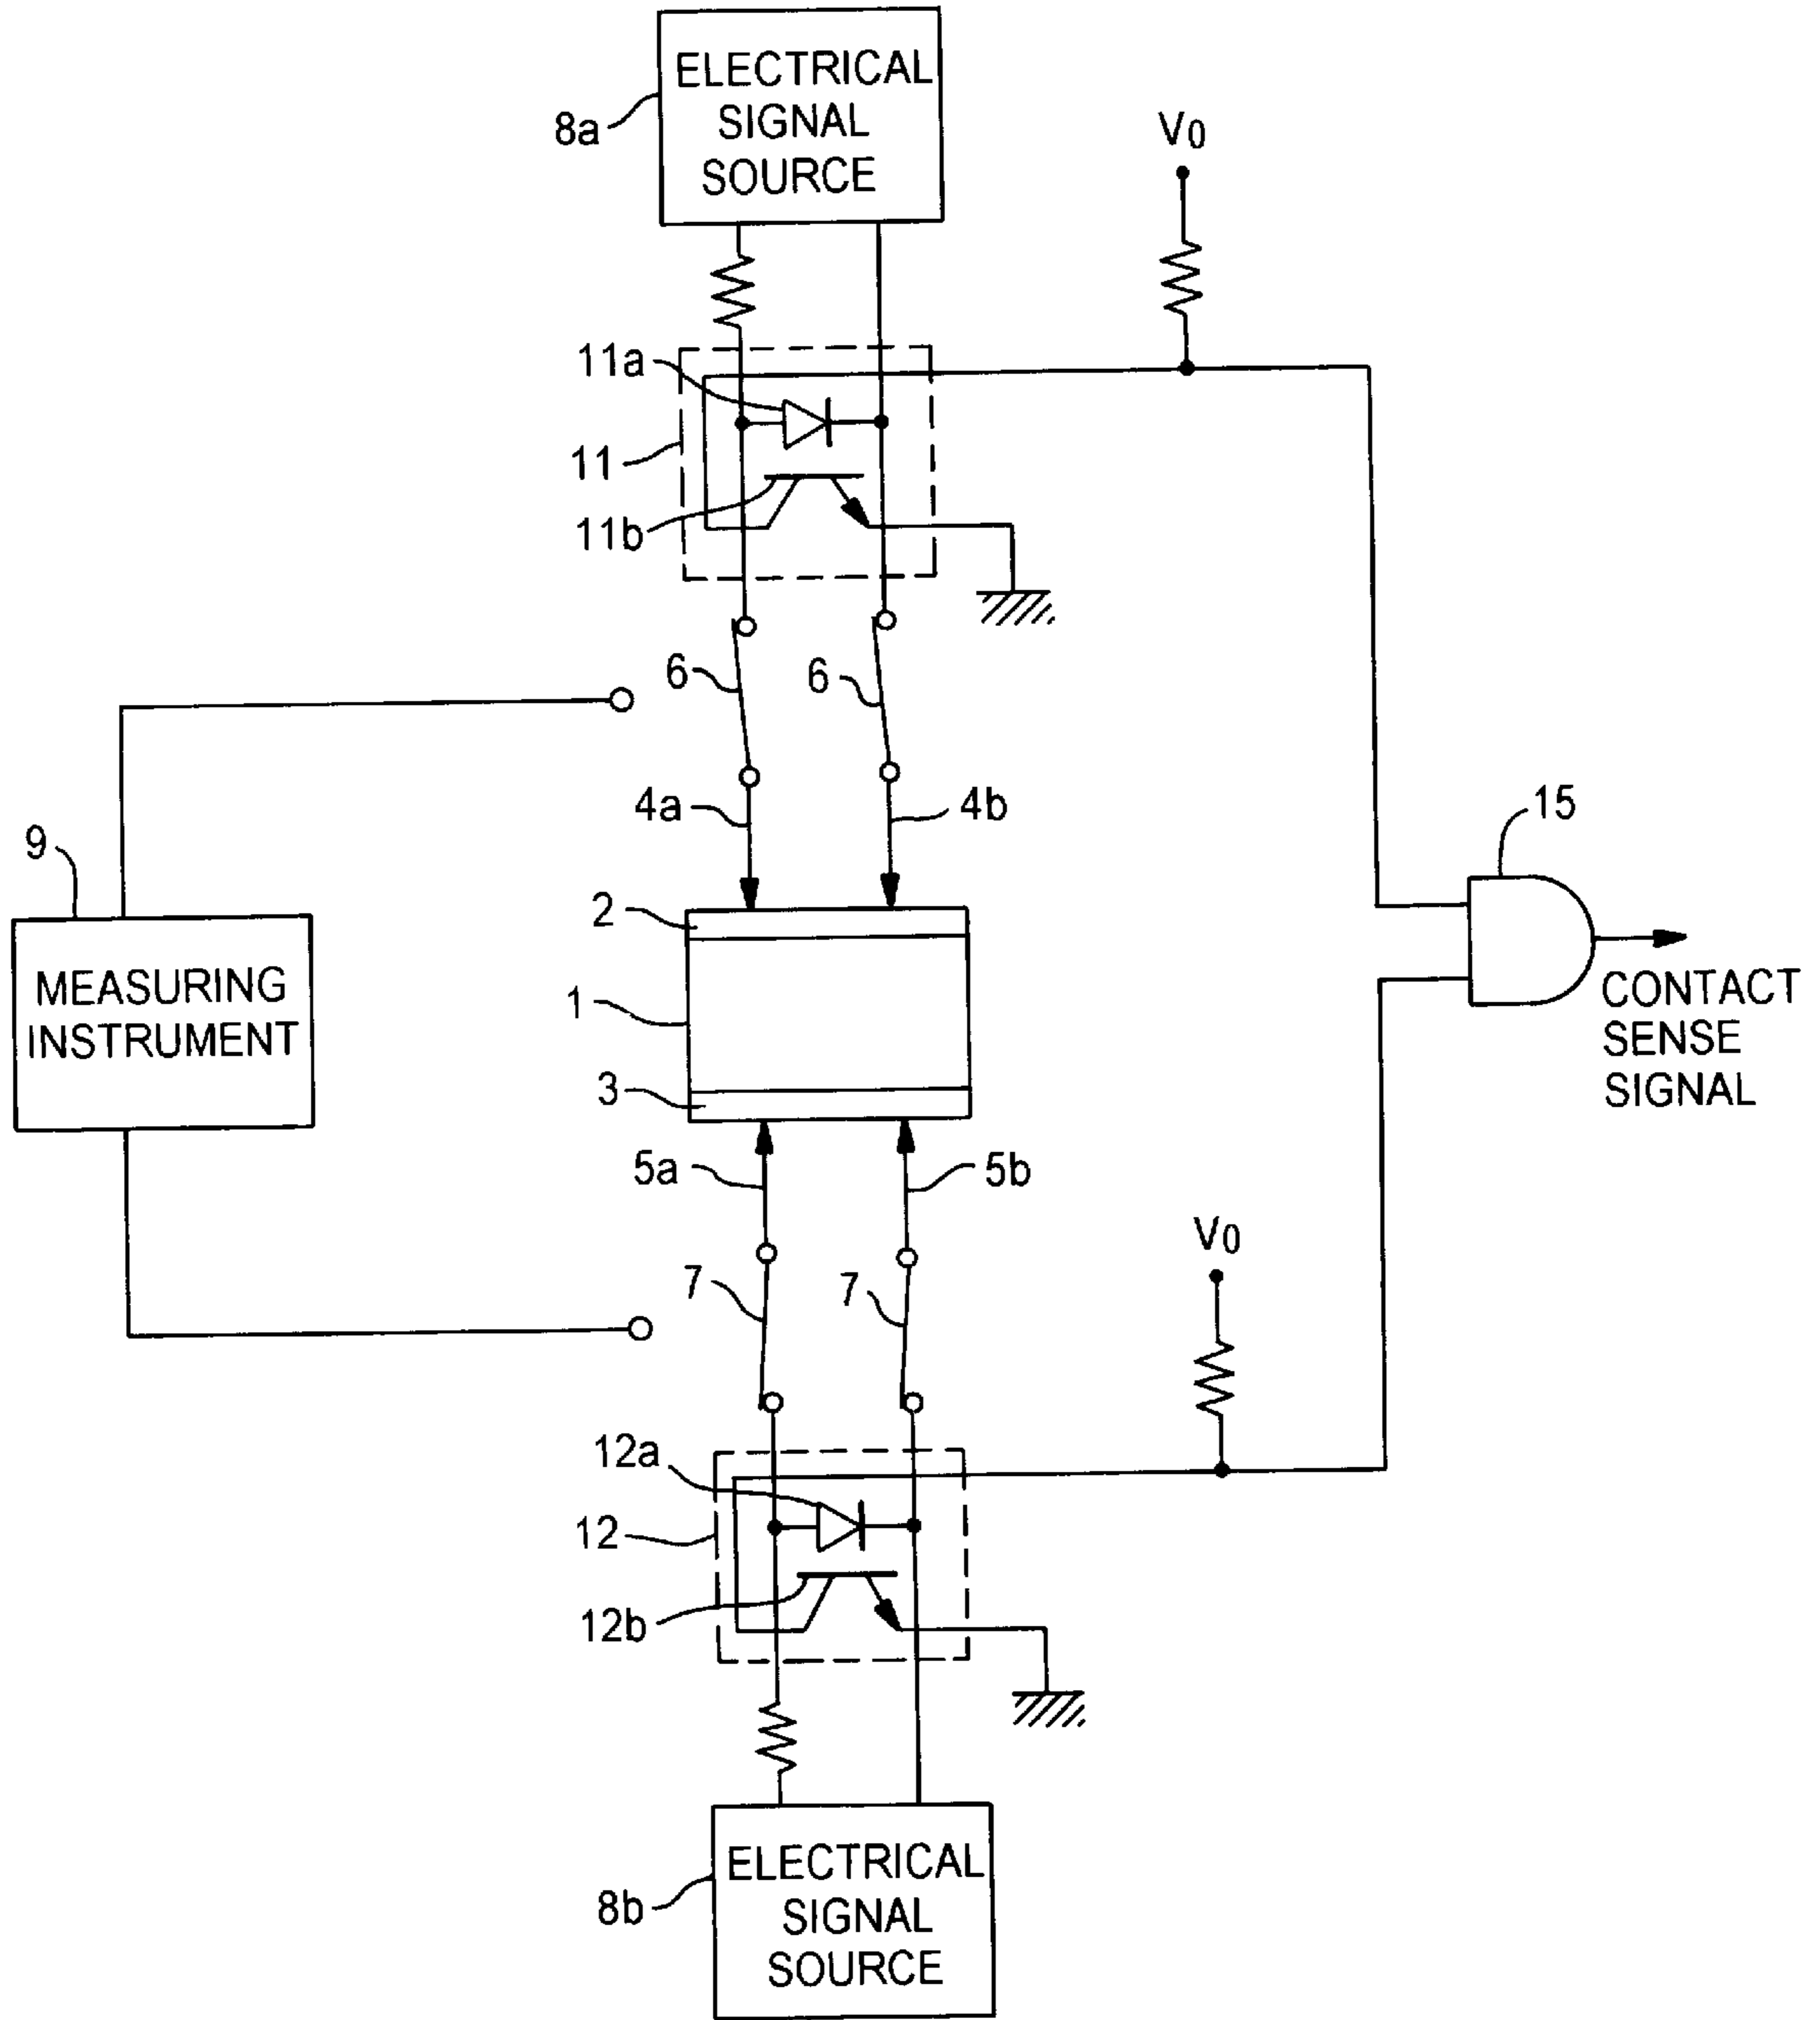 ELECTRICAL
SIGNAL
SOURCE
8a
V0
11a
11
11b
6
6
4a
4b
15
9
2
MEASURING
INSTRUMENT
1
CONTACT
SENSE
SIGNAL
3
5a
5b
V0
7
7
12a
12
12b
ELECTRICAL
SIGNAL
SOURCE
8b